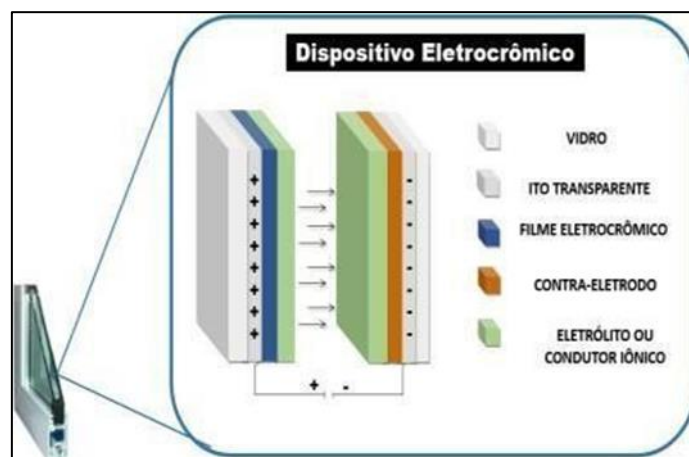 Dispositivo Eletrocrômico
VIDRO
ITO TRANSPARENTE
FILME ELETROCRÔMICO
CONTRA-ELETRODO
ELETRÓLITO OU
CONDUTOR IÔNICO
+ -
+ -
+ -
+ -
+ -
+ -
+ -
+ -
+ -